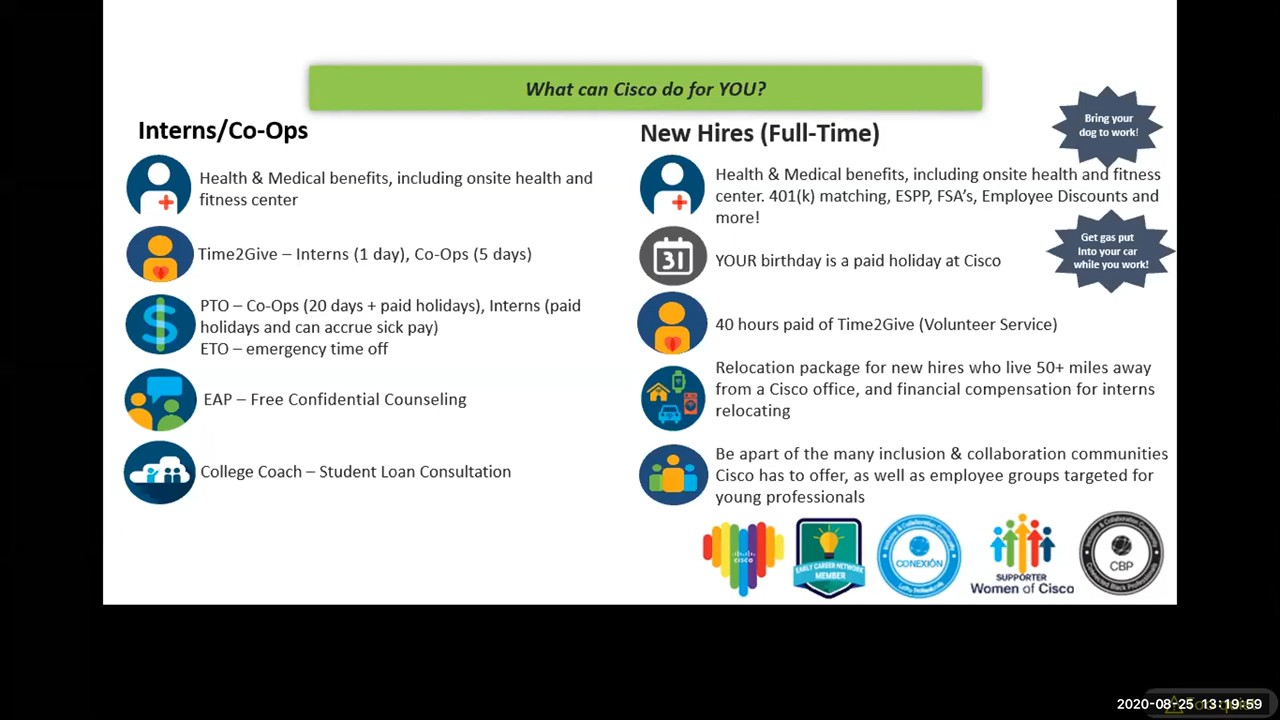 What can Cisco do for YOU?
Interns/Co-Ops
Health & Medical benefits, including onsite health and
fitness center
Time2Give – Interns (1 day), Co-Ops (5 days)
PTO – Co-Ops (20 days + paid holidays), Interns (paid
holidays and can accrue sick pay)
ETO – emergency time off
EAP – Free Confidential Counseling
College Coach – Student Loan Consultation
New Hires (Full-Time)
Bring your
dog to work!
Health & Medical benefits, including onsite health and fitness
center. 401(k) matching, ESPP, FSA's, Employee Discounts and
more!
31
YOUR birthday is a paid holiday at Cisco
Get gas put
Into your car
while you work!
40 hours paid of Time2Give (Volunteer Service)
Relocation package for new hires who live 50+ miles away
from a Cisco office, and financial compensation for interns
relocating
Be apart of the many inclusion & collaboration communities
Cisco has to offer, as well as employee groups targeted for
young professionals
CISCO
EARLY CAREER NETWORK
MEMBER
CONEXIÓN
SUPPORTER
Women of Cisco
CBP
2020-08-25 13:19:59